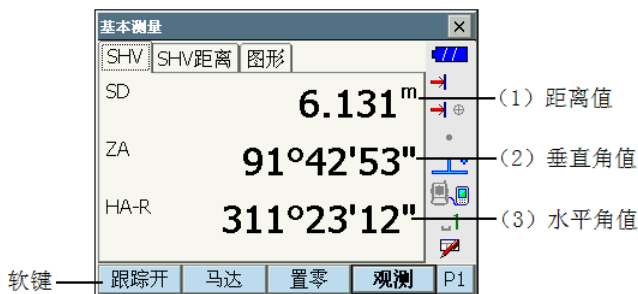 基本测量
SHV SHV距离 图形
SD 6.131m (1) 距离值
ZA 91°42'53" (2) 垂直角值
HA-R 311°23'12" (3) 水平角值
1
软键 跟踪开 马达 置零 观测 P1